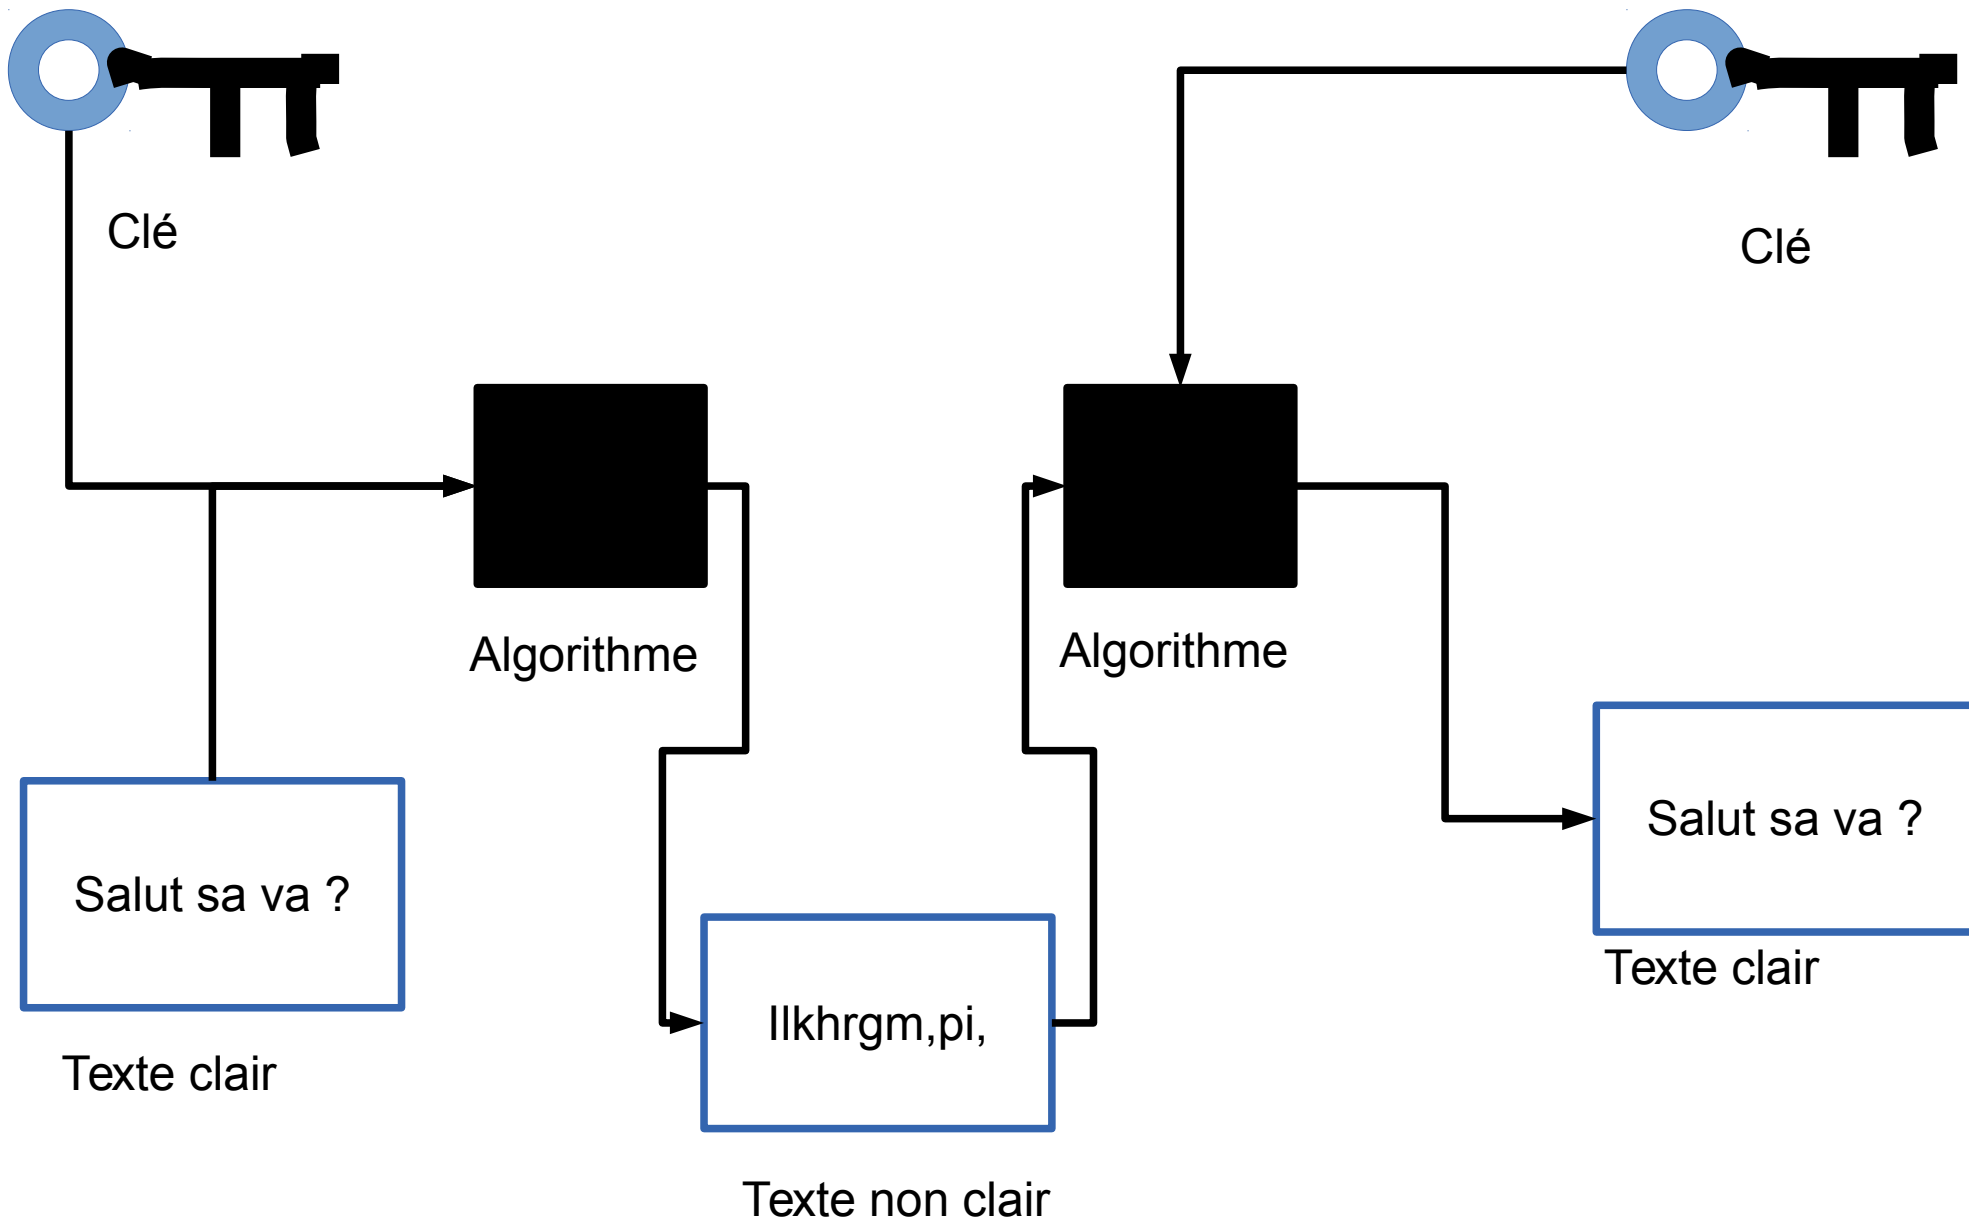 Clé
Clé
Algorithme
Algorithme
Salut sa va ?
Salut sa va ?
Texte clair
Ilkhrgm,pi,
Texte clair
Texte non clair